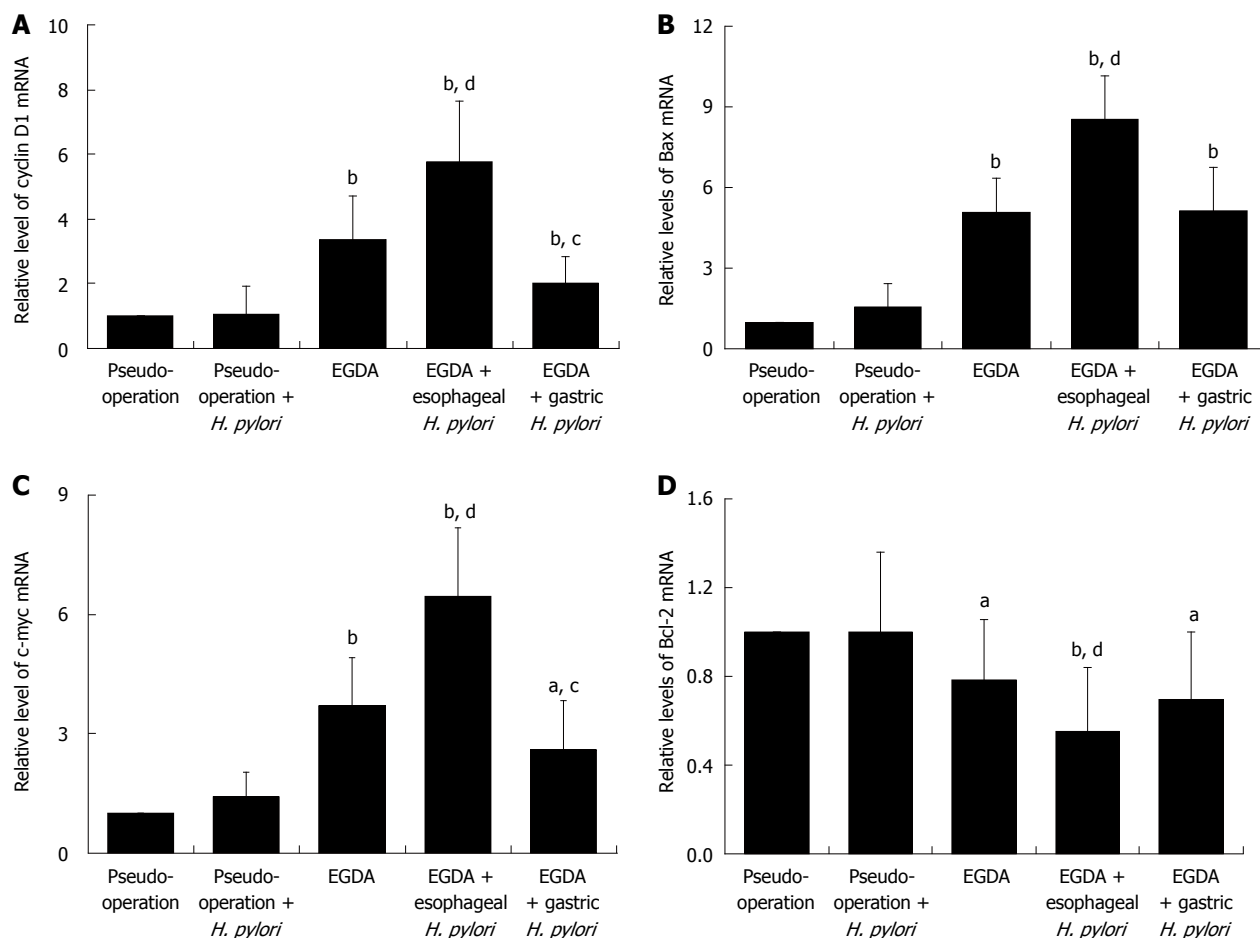 A
Relative level of cyclin D1 mRNA
10
8
6
4
2
0
b
b, d
b, c
Pseudo-
operation
Pseudo-
operation +
H. pylori
EGDA
EGDA +
esophageal
H. pylori
EGDA
+ gastric
H. pylori
B
Relative levels of Bax mRNA
12
9
6
3
0
b
b, d
b
Pseudo-
operation
Pseudo-
operation +
H. pylori
EGDA
EGDA +
esophageal
H. pylori
EGDA
+ gastric
H. pylori
C
Relative level of c-myc mRNA
9
6
3
0
b
b, d
a, c
Pseudo-
operation
Pseudo-
operation +
H. pylori
EGDA
EGDA +
esophageal
H. pylori
EGDA
+ gastric
H. pylori
D
Relative levels of Bcl-2 mRNA
1.6
1.2
0.8
0.4
0.0
a
b, d
a
Pseudo-
operation
Pseudo-
operation +
H. pylori
EGDA
EGDA +
esophageal
H. pylori
EGDA
+ gastric
H. pylori